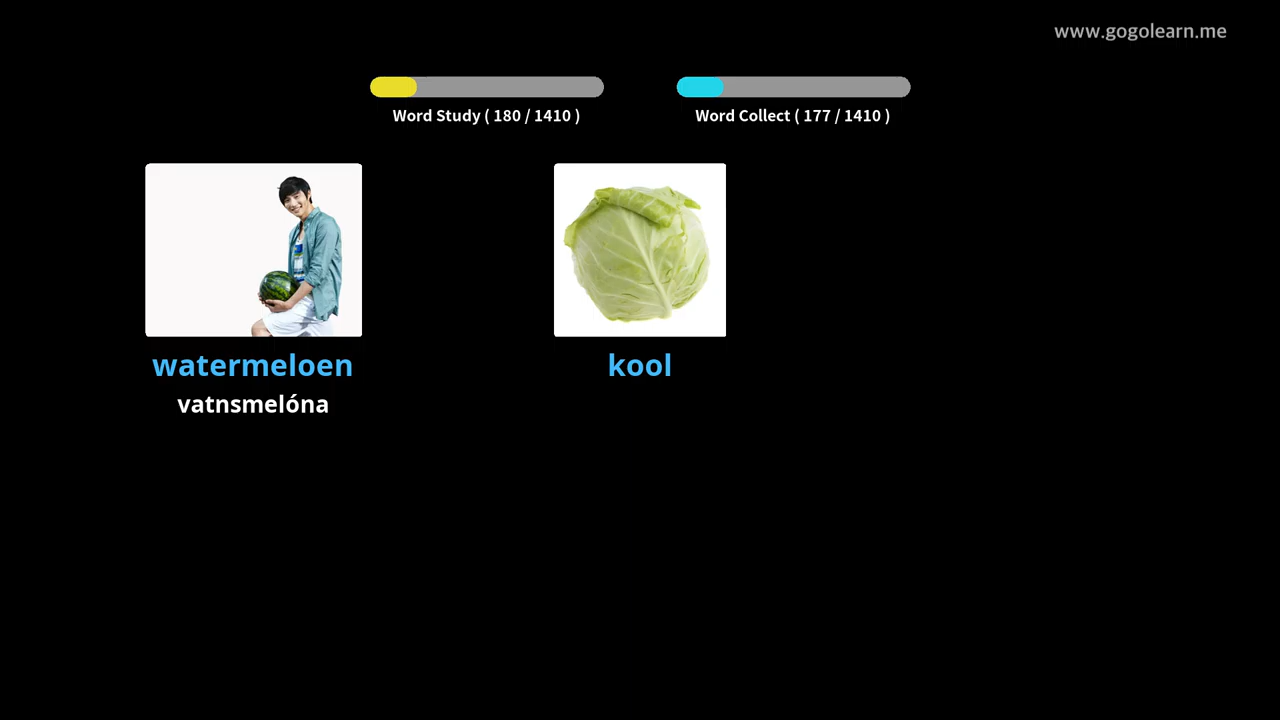 www.gogolearn.me
Word Study ( 180 / 1410 )
Word Collect ( 177 / 1410 )
watermeloen
vatnsmelóna
kool